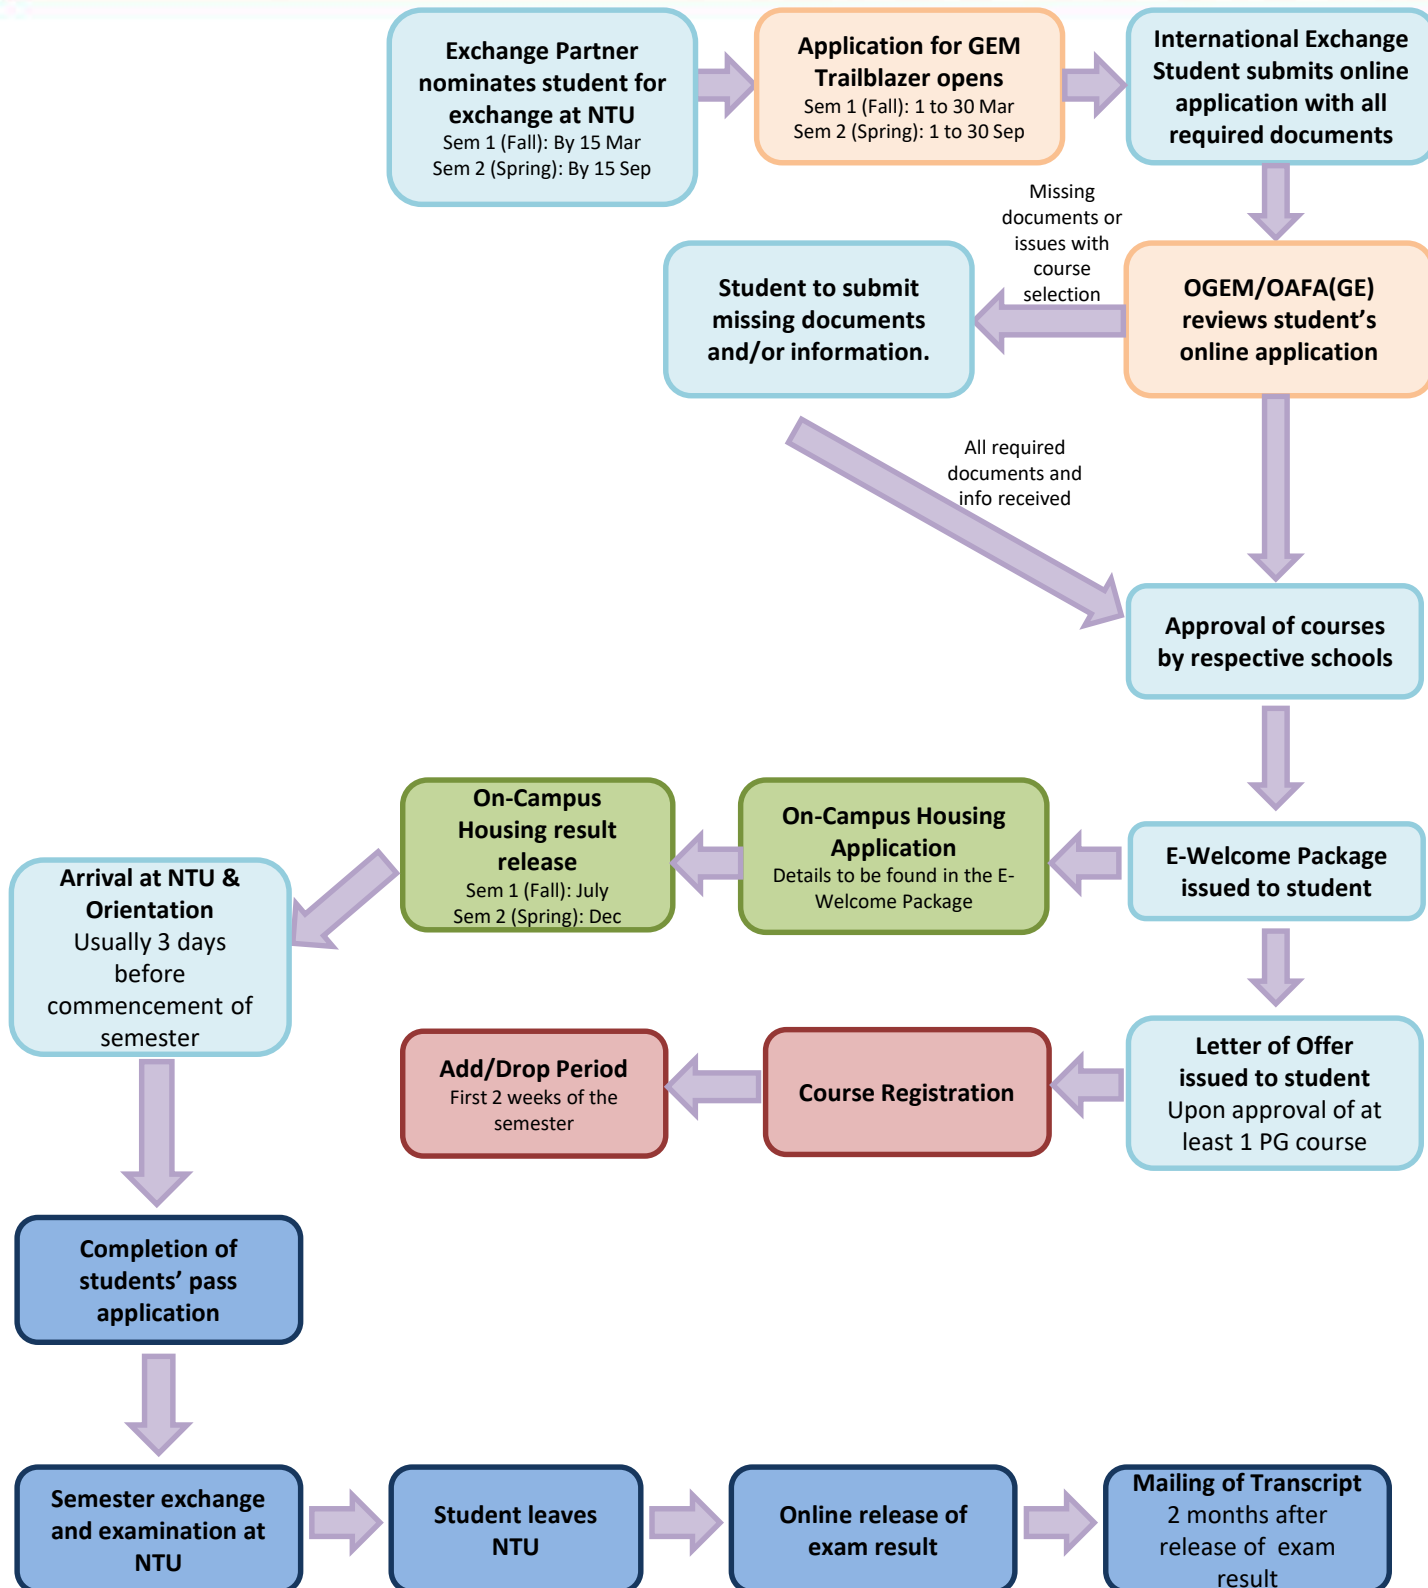 Exchange Partner
nominates student for
exchange at NTU
Sem 1 (Fall): By 15 Mar
Sem 2 (Spring): By 15 Sep
Application for GEM
Trailblazer opens
Sem 1 (Fall): 1 to 30 Mar
Sem 2 (Spring): 1 to 30 Sep
International Exchange
Student submits online
application with all
required documents
Missing
documents or
issues with
course
selection
OGEM/OAFA(GE)
reviews student’s
online application
Student to submit
missing documents
and/or information.
All required
documents and
info received
Approval of courses
by respective schools
E-Welcome Package
issued to student
On-Campus Housing
Application
Details to be found in the E-
Welcome Package
On-Campus
Housing result
release
Sem 1 (Fall): July
Sem 2 (Spring): Dec
Arrival at NTU &
Orientation
Usually 3 days
before
commencement of
semester
Letter of Offer
issued to student
Upon approval of at
least 1 PG course
Course Registration
Add/Drop Period
First 2 weeks of the
semester
Completion of
students’ pass
application
Semester exchange
and examination at
NTU
Student leaves
NTU
Online release of
exam result
Mailing of Transcript
2 months after
release of exam
result